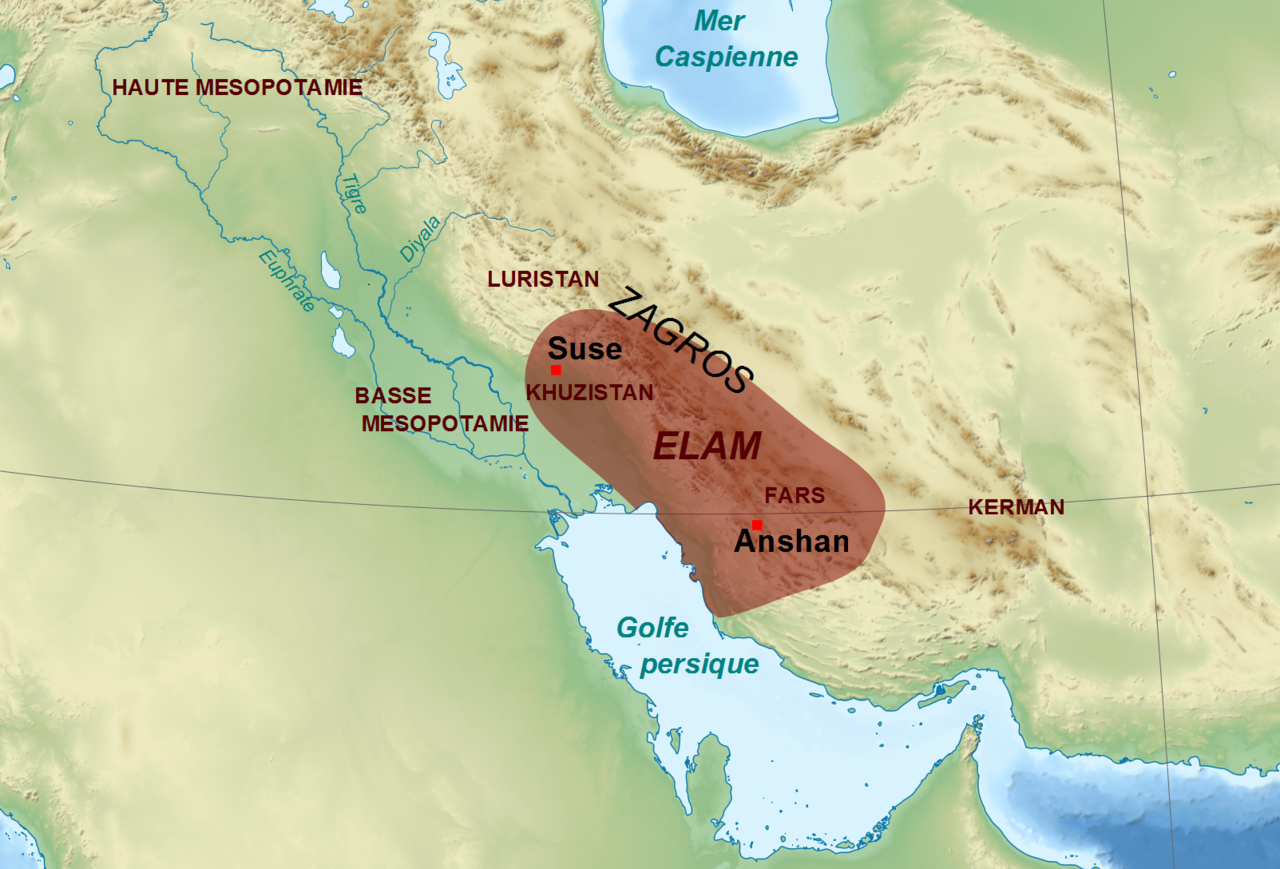 Mer
Caspienne
HAUTE MESOPOTAMIE
Tigre
Diyala
Euphrate
LURISTAN
ZAGROS
Suse
KHUZISTAN
BASSE
MESOPOTAMIE
ELAM
FARS
KERMAN
Anshan
Golfe
persique